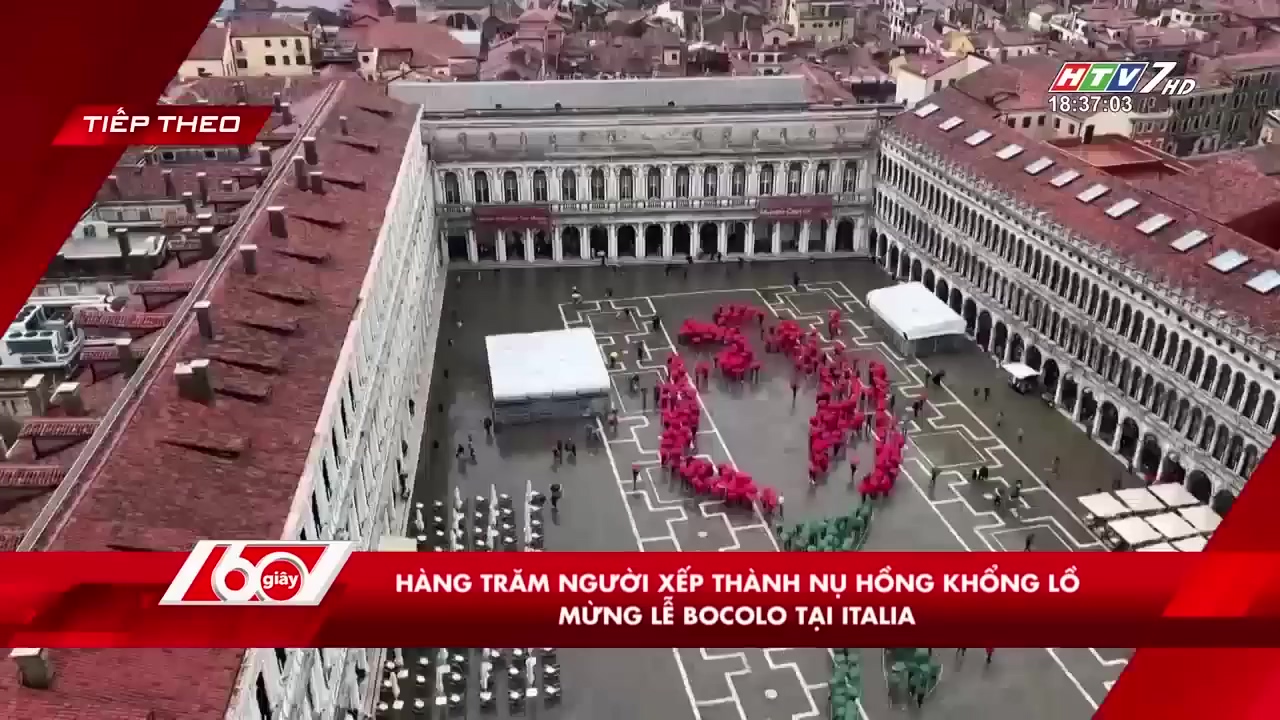 HTV7 HD
18:37:03
TIẾP THEO
60 giây
HÀNG TRĂM NGƯỜI XẾP THÀNH NỤ HỒNG KHỔNG LỒ
MỪNG LỄ BOCOLO TẠI ITALIA